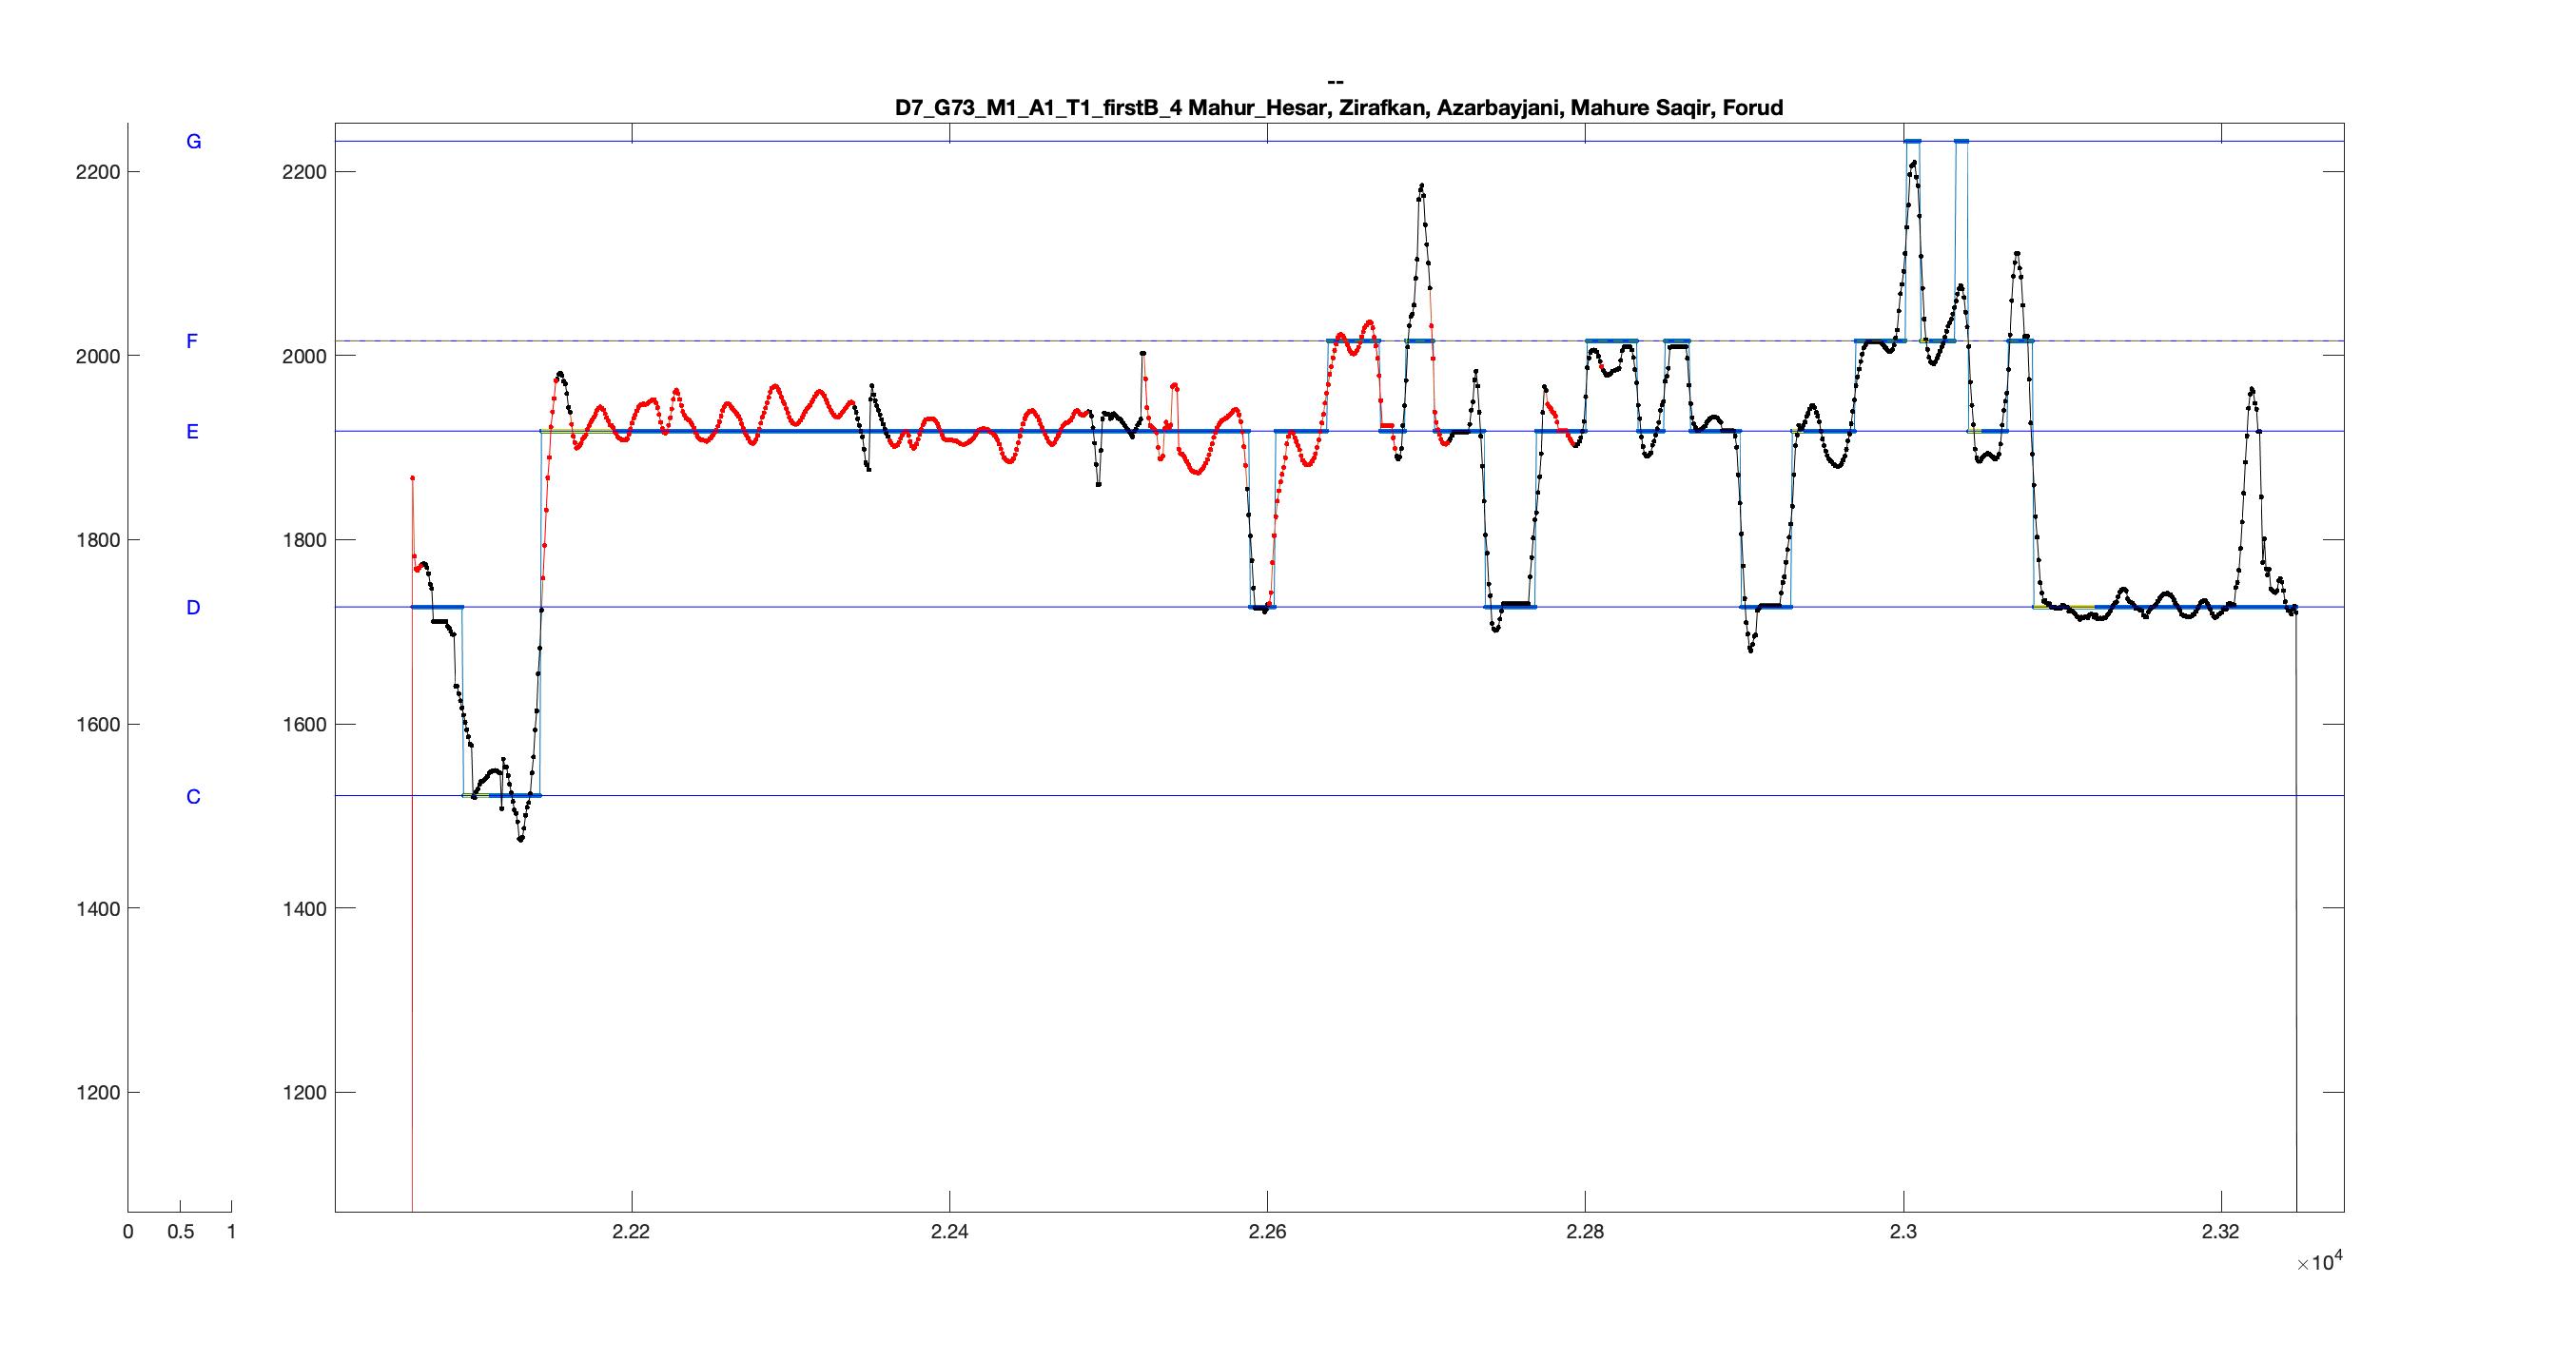 --
D7_G73_M1_A1_T1_firstB_4 Mahur_Hesar, Zirafkan, Azarbayjani, Mahure Saqir, Forud
G
2200 2200
F
2000 2000
E
1800 1800
D
1600 1600
C
1400 1400
1200 1200
0 0.5 1 2.22 2.24 2.26 2.28 2.3 2.32
×10⁴